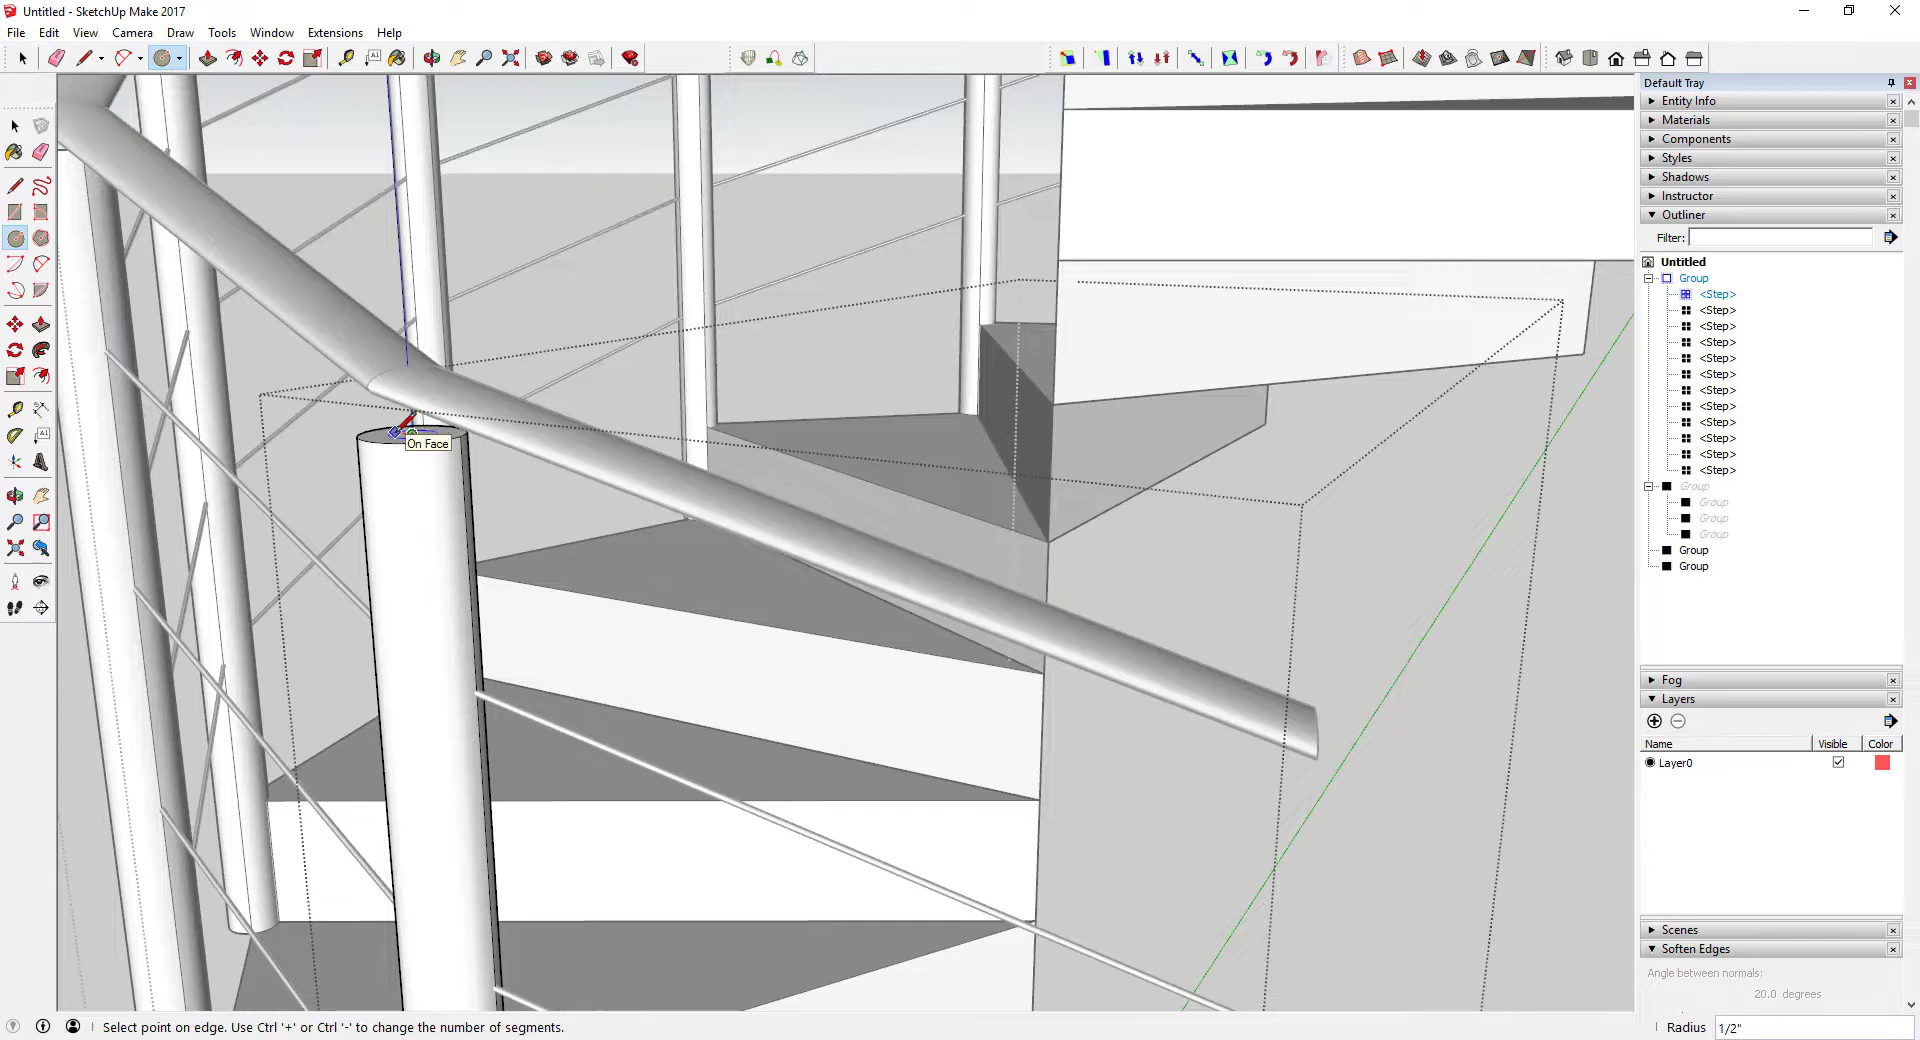 Untitled - SketchUp Make 2017
File Edit View Camera Draw Tools Window Extensions Help
Default Tray
Entity Info
Materials
Components
Styles
Shadows
Instructor
Outliner
Filter:
Untitled
Group
<Step>
<Step>
<Step>
<Step>
<Step>
<Step>
<Step>
<Step>
<Step>
<Step>
<Step>
<Step>
Group
Group
Group
Group
Group
Group
On Face
Fog
Layers
Name Visible Color
Layer0
Scenes
Soften Edges
Angle between normals:
20.0 degrees
Select point on edge. Use Ctrl '+' or Ctrl '-' to change the number of segments.
Radius 1/2"